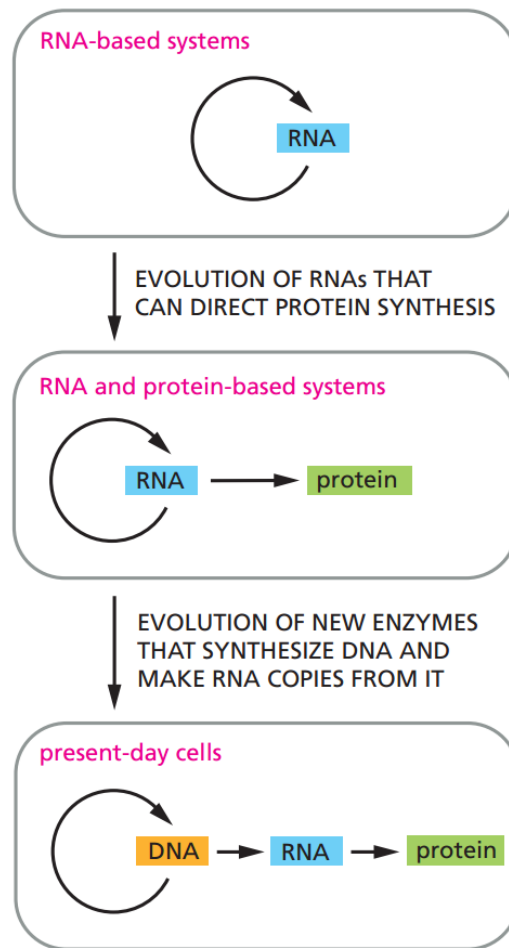 RNA-based systems
RNA
EVOLUTION OF RNAs THAT
CAN DIRECT PROTEIN SYNTHESIS
RNA and protein-based systems
RNA
protein
EVOLUTION OF NEW ENZYMES
THAT SYNTHESIZE DNA AND
MAKE RNA COPIES FROM IT
present-day cells
DNA
RNA
protein